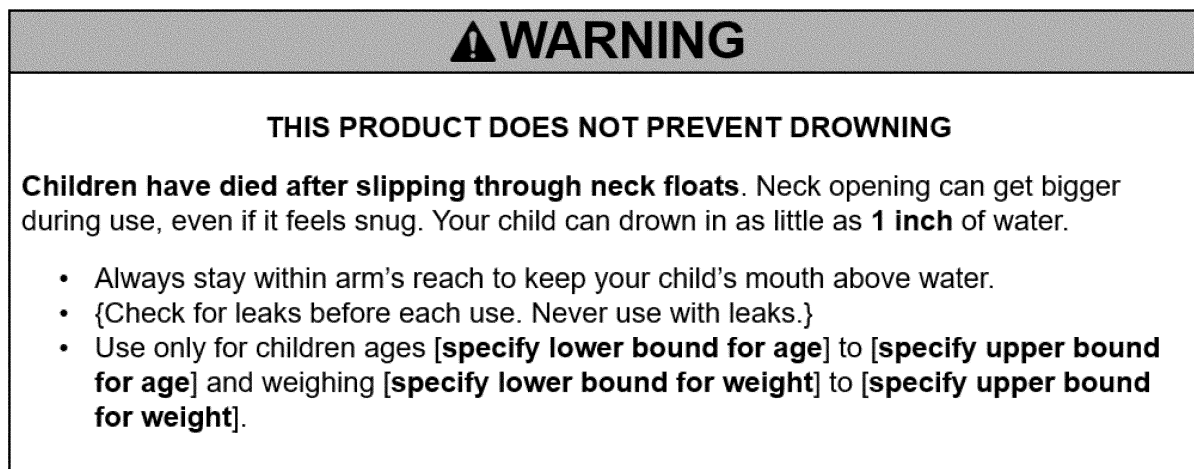 ⚠WARNING
THIS PRODUCT DOES NOT PREVENT DROWNING
Children have died after slipping through neck floats. Neck opening can get bigger
during use, even if it feels snug. Your child can drown in as little as 1 inch of water.
• Always stay within arm’s reach to keep your child’s mouth above water.
• {Check for leaks before each use. Never use with leaks.}
• Use only for children ages [specify lower bound for age] to [specify upper bound
for age] and weighing [specify lower bound for weight] to [specify upper bound
for weight].